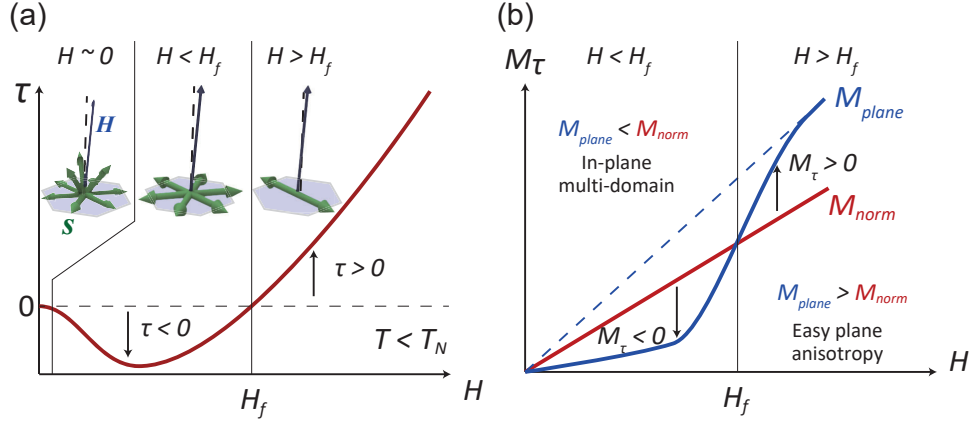 (a)
H ~ 0
H < H_f
H > H_f
τ
H
S
0
τ < 0
τ > 0
T < T_N
H_f
H
(b)
H < H_f
H > H_f
Mτ
M_plane
M_plane < M_norm
In-plane
multi-domain
M_τ > 0
M_norm
M_τ < 0
M_plane > M_norm
Easy plane
anisotropy
H_f
H